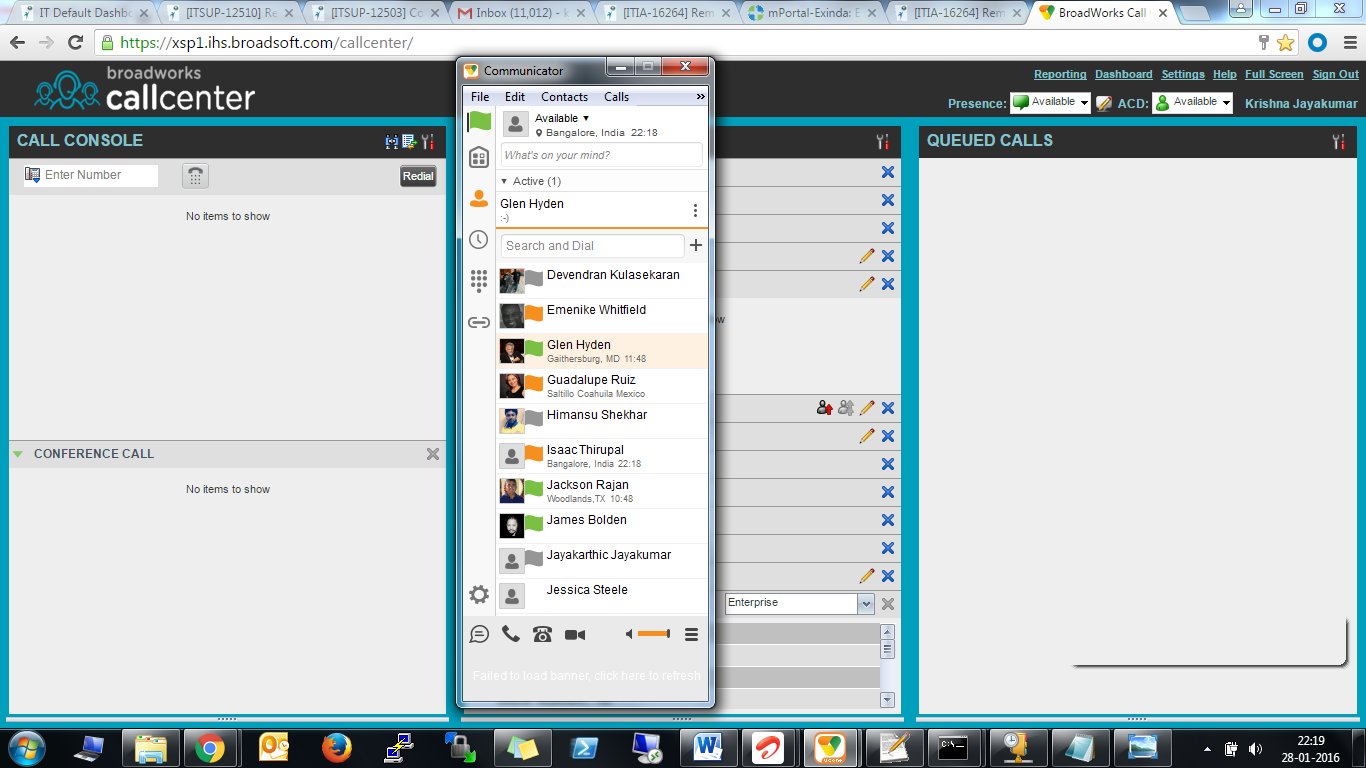 IT Default Dashbo
[ITSUP-12510] Re
[ITSUP-12503] Co
Inbox (11,012) - k
[ITIA-16264] Rem
mPortal-Exinda: E
[ITIA-16264] Rem
BroadWorks Call
https://xsp1.ihs.broadsoft.com/callcenter/
broadworks
callcenter
Reporting Dashboard Settings Help Full Screen Sign Out
Presence: Available ACD: Available Krishna Jayakumar
CALL CONSOLE
Enter Number
Redial
No items to show
CONFERENCE CALL
No items to show
Communicator
File Edit Contacts Calls »
Available
Bangalore, India 22:18
What's on your mind?
Active (1)
Glen Hyden
:-)
Search and Dial
Devendran Kulasekaran
Emenike Whitfield
Glen Hyden
Gaithersburg, MD 11:48
Guadalupe Ruiz
Saltillo Coahuila Mexico
Himansu Shekhar
Isaac Thirupal
Bangalore, India 22:18
Jackson Rajan
Woodlands,TX 10:48
James Bolden
Jayakarthic Jayakumar
Jessica Steele
Failed to load banner, click here to refresh
Enterprise
QUEUED CALLS
C:\_
ucone
22:19
28-01-2016